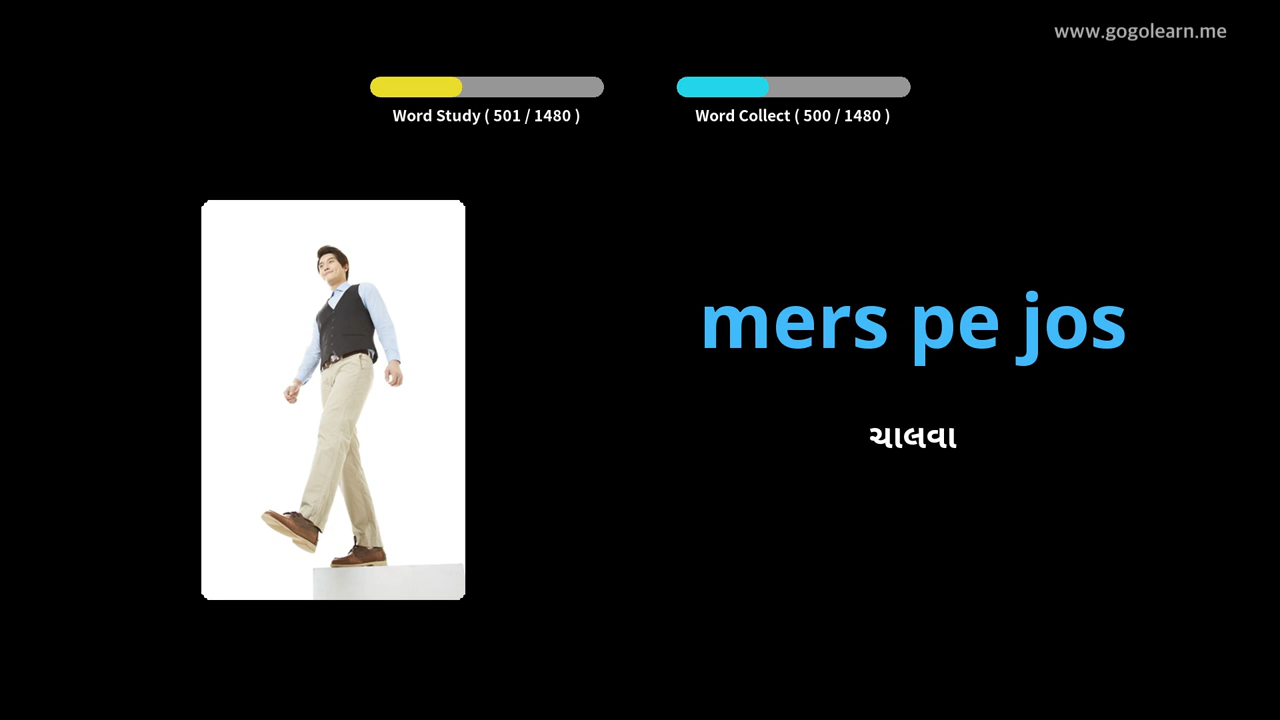 www.gogolearn.me
Word Study ( 501 / 1480 )
Word Collect ( 500 / 1480 )
mers pe jos
ચાલવા